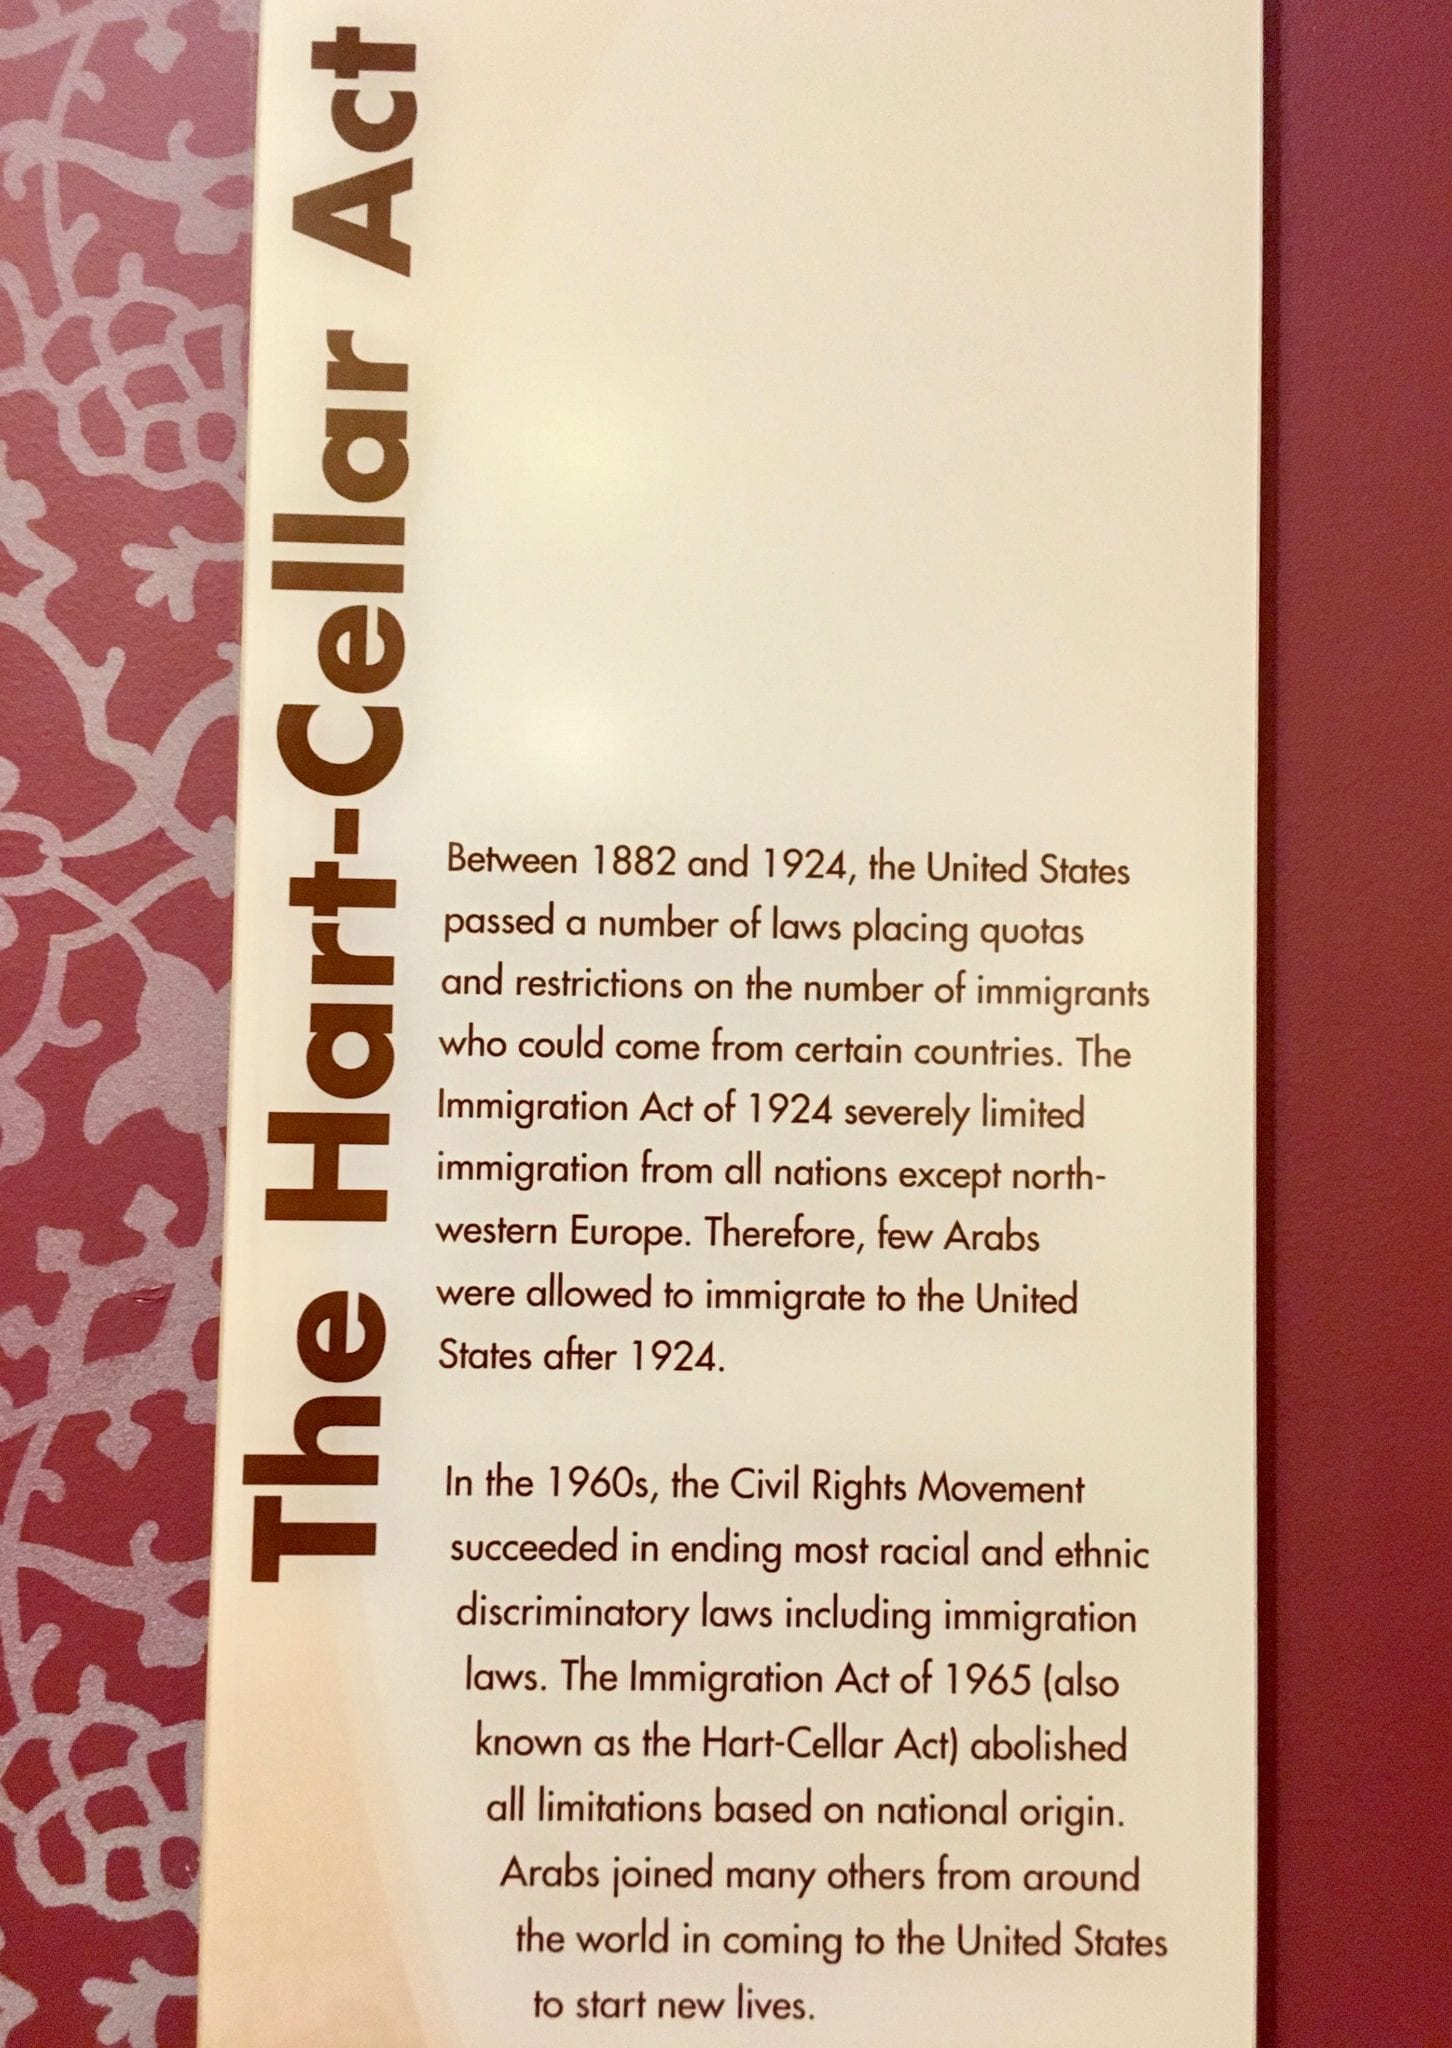 The Hart-Cellar Act
Between 1882 and 1924, the United States
passed a number of laws placing quotas
and restrictions on the number of immigrants
who could come from certain countries. The
Immigration Act of 1924 severely limited
immigration from all nations except north-
western Europe. Therefore, few Arabs
were allowed to immigrate to the United
States after 1924.
In the 1960s, the Civil Rights Movement
succeeded in ending most racial and ethnic
discriminatory laws including immigration
laws. The Immigration Act of 1965 (also
known as the Hart-Cellar Act) abolished
all limitations based on national origin.
Arabs joined many others from around
the world in coming to the United States
to start new lives.